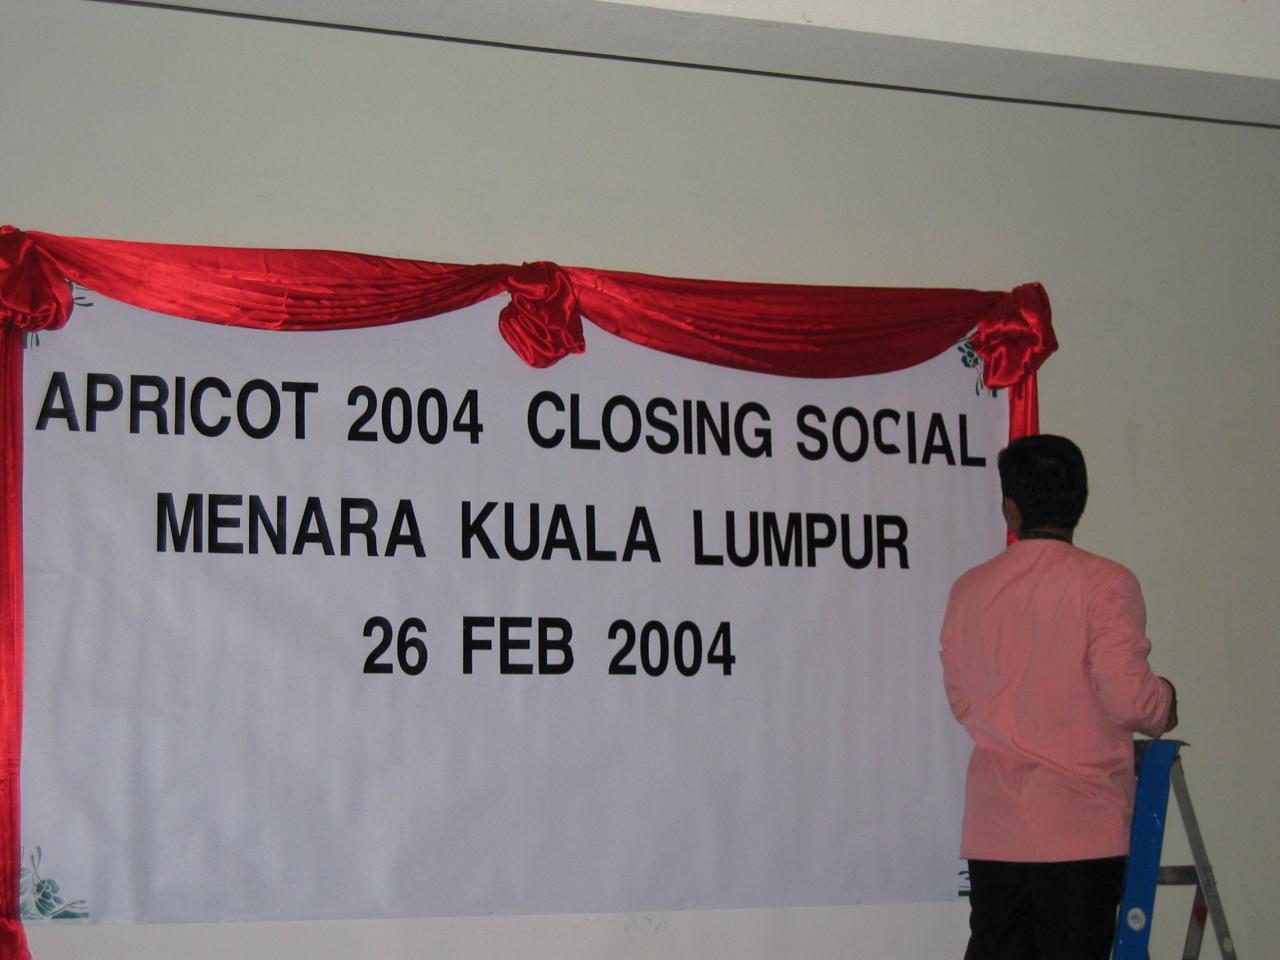 APRICOT 2004 CLOSING SOCIAL
MENARA KUALA LUMPUR
26 FEB 2004